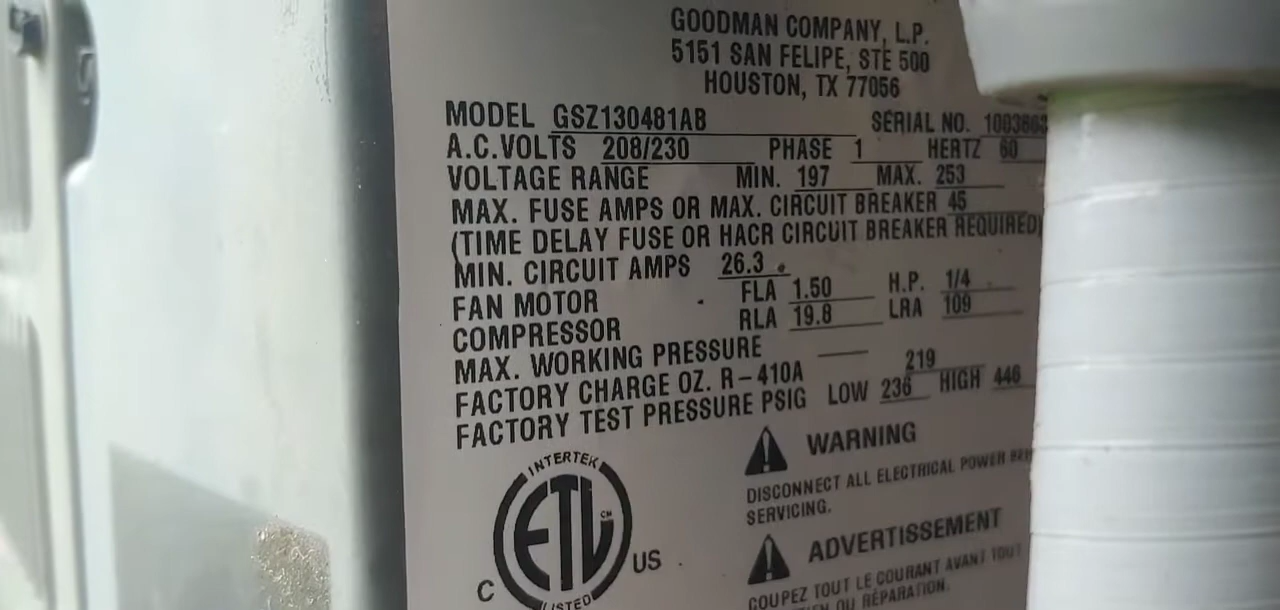 GOODMAN COMPANY, L.P.
5151 SAN FELIPE, STE 500
HOUSTON, TX 77056
MODEL GSZ130481AB SERIAL NO. 1003603
A.C.VOLTS 208/230 PHASE 1 HERTZ 60
VOLTAGE RANGE MIN. 197 MAX. 253
MAX. FUSE AMPS OR MAX. CIRCUIT BREAKER 45
(TIME DELAY FUSE OR HACR CIRCUIT BREAKER REQUIRED)
MIN. CIRCUIT AMPS 26.3
FAN MOTOR FLA 1.50 H.P. 1/4
COMPRESSOR RLA 19.8 LRA 109
MAX. WORKING PRESSURE
FACTORY CHARGE OZ. R-410A 219
FACTORY TEST PRESSURE PSIG LOW 236 HIGH 446
WARNING
DISCONNECT ALL ELECTRICAL POWER
SERVICING.
ADVERTISSEMENT
COUPEZ TOUT LE COURANT AVANT TOUT
OU RÉPARATION.
INTERTEK
ETL CM
C US
LISTED